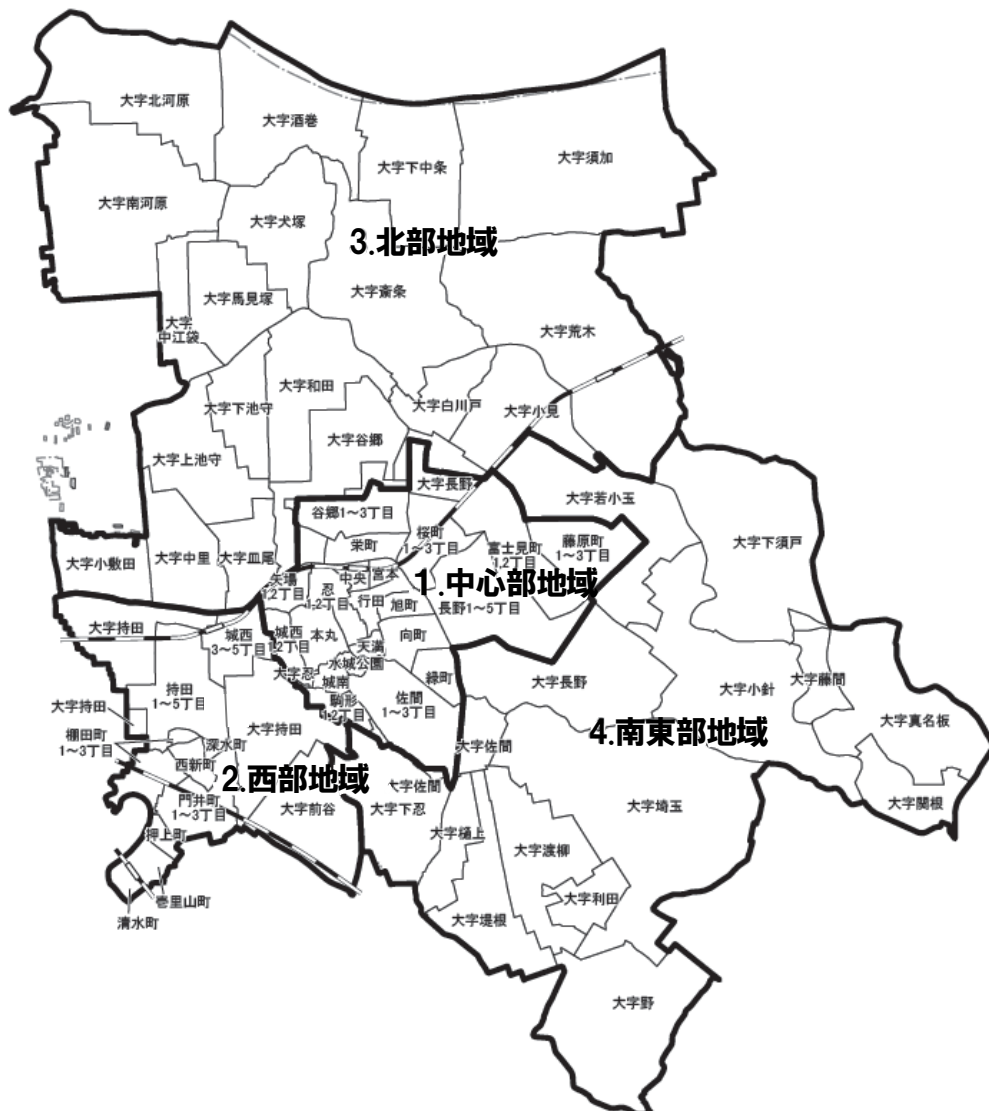 大字北河原
大字酒巻
大字下中条
大字須加
大字南河原
大字犬塚
3.北部地域
大字馬見塚
大字斎条
大字
中江袋
大字荒木
大字和田
大字下池守
大字白川戸
大字小見
大字谷郷
大字上池守
大字長野
大字若小玉
谷郷1～3丁目
桜町
1～3丁目
藤原町
1～3丁目
大字下須戸
栄町
富士見町
1,2丁目
大字小敷田
大字中里
大字皿尾
矢場
1,2丁目
忍
1,2丁目
中央
宮本
1.中心部地域
行田
旭町
長野1～5丁目
大字持田
城西
3～5丁目
城西
1,2丁目
本丸
天満
向町
水城公園
大字忍
城南
緑町
大字長野
大字小針
大字藤間
持田
1～5丁目
駒形
1,2丁目
佐間
1～3丁目
大字持田
大字真名板
棚田町
1～3丁目
大字持田
深水町
大字佐間
4.南東部地域
西新町
2.西部地域
大字佐間
門井町
1～3丁目
大字前谷
大字下忍
大字埼玉
大字関根
押上町
大字樋上
大字渡柳
壱里山町
大字利田
清水町
大字堤根
大字野